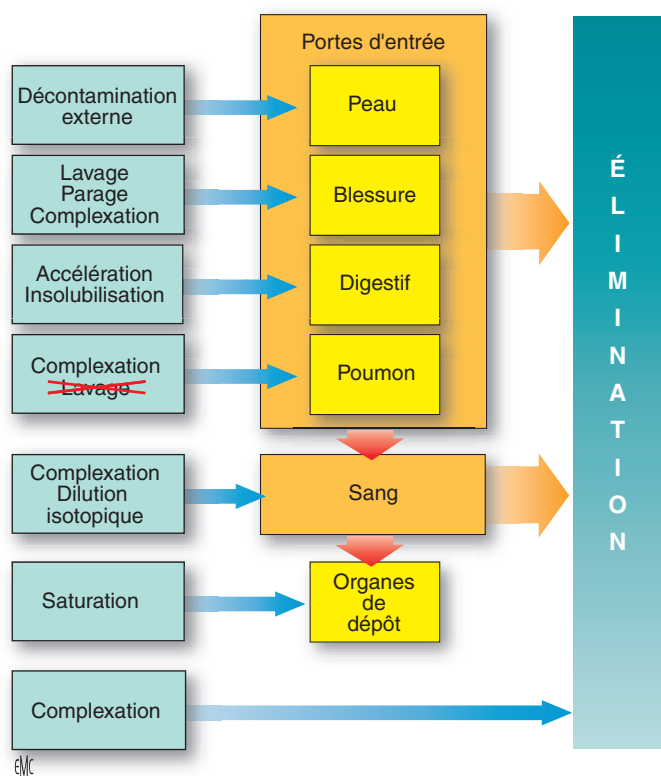 Portes d'entrée
Décontamination
externe
Peau
Lavage
Parage
Complexation
Blessure
Accélération
Insolubilisation
Digestif
Complexation
Lavage
Poumon
Complexation
Dilution
isotopique
Sang
Saturation
Organes
de
dépôt
Complexation
ÉLIMINATION
EMC